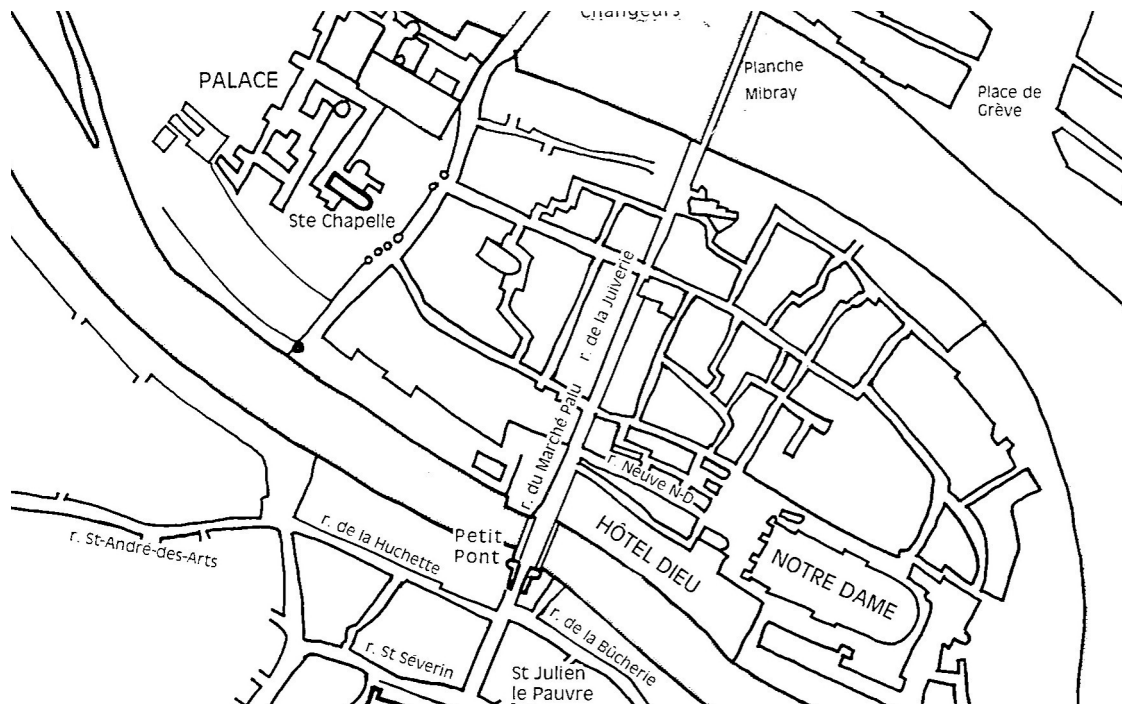 Changeurs
PALACE
Planche
Mibray
Place de
Grève
Ste Chapelle
r. de la Juiverie
r. du Marché Palu
r. Neuve N-D
r. St-André-des-Arts
r. de la Huchette
Petit
Pont
HÔTEL DIEU
NOTRE DAME
r. St Séverin
r. de la Bûcherie
St Julien
le Pauvre